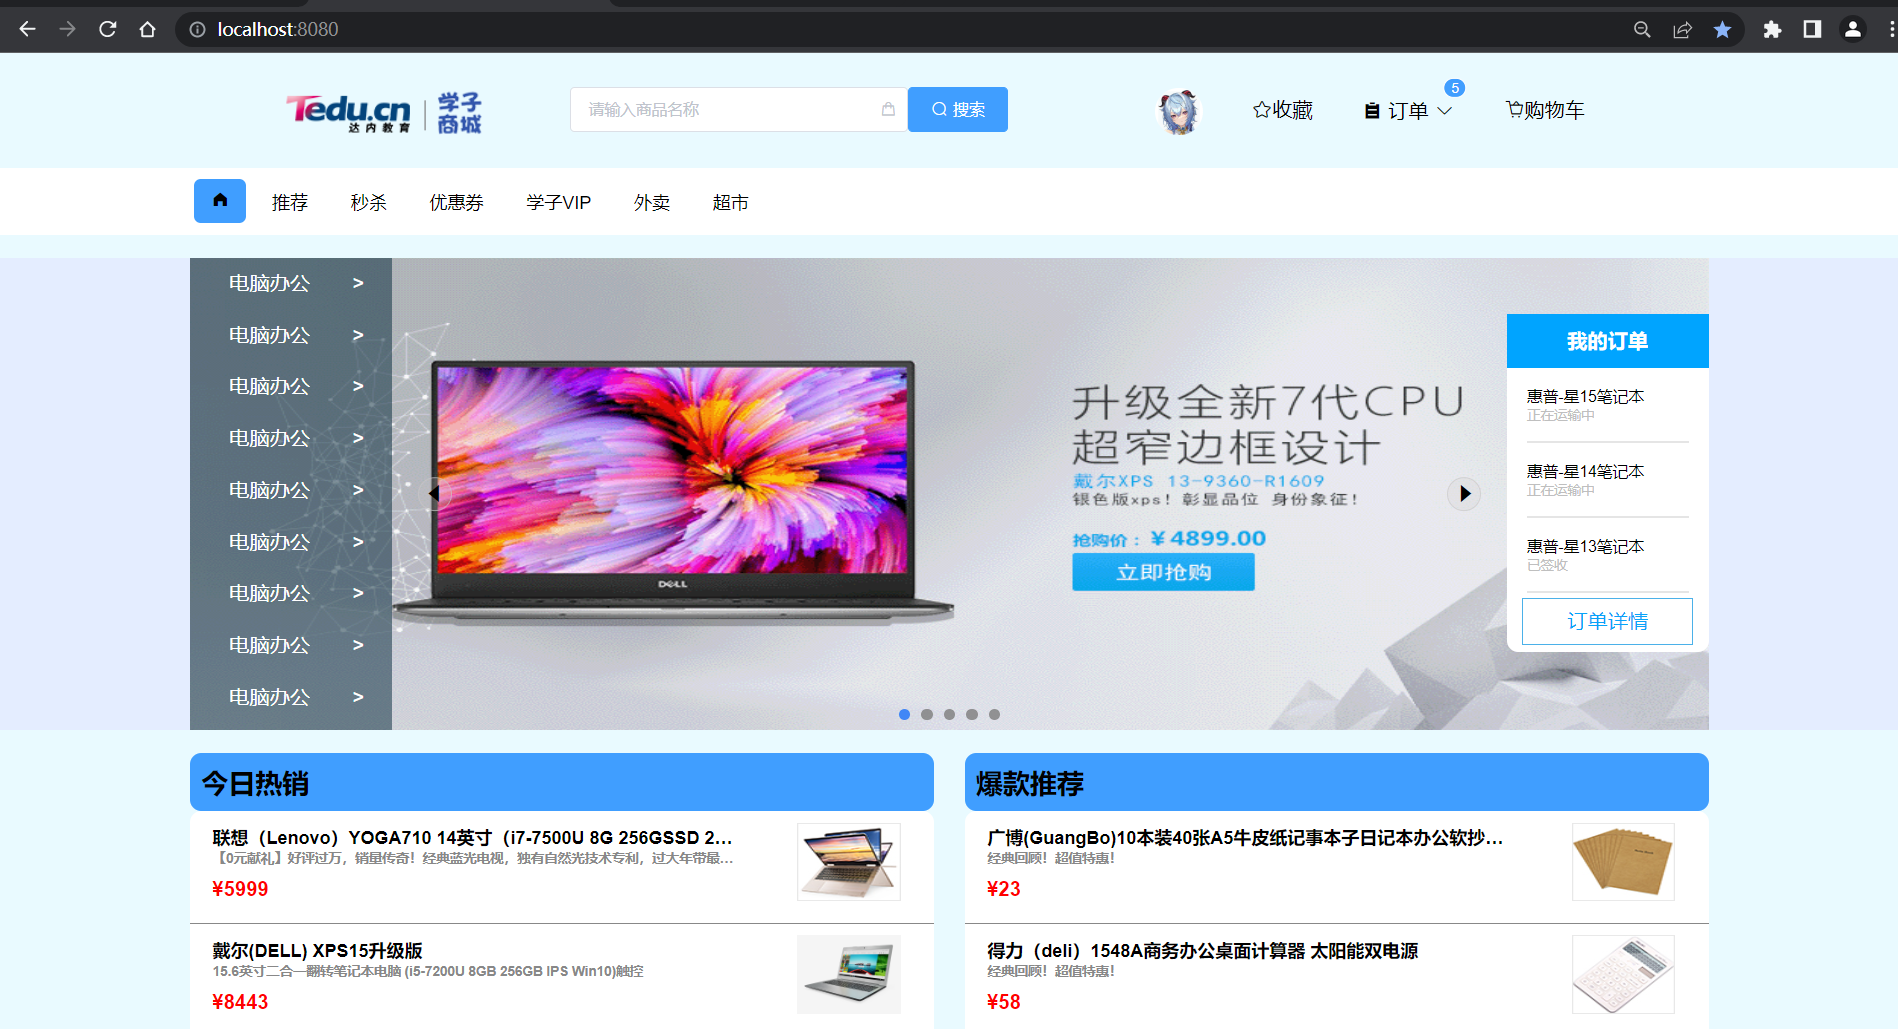 localhost:8080
Tedu.cn
达内教育
学子
商城
请输入商品名称
搜索
收藏
订单
5
购物车
推荐
秒杀
优惠券
学子VIP
外卖
超市
电脑办公 >
电脑办公 >
电脑办公 >
电脑办公 >
电脑办公 >
电脑办公 >
电脑办公 >
电脑办公 >
电脑办公 >
DELL
升级全新7代CPU
超窄边框设计
戴尔XPS 13-9360-R1609
银色版xps！彰显品位 身份象征！
抢购价：￥4899.00
立即抢购
我的订单
惠普-星15笔记本
正在运输中
惠普-星14笔记本
正在运输中
惠普-星13笔记本
已签收
订单详情
今日热销
联想（Lenovo）YOGA710 14英寸（i7-7500U 8G 256GSSD 2...
【0元献礼】好评过万，销量传奇！经典蓝光电视，独有自然光技术专利，过大年带最...
¥5999
戴尔(DELL) XPS15升级版
15.6英寸二合一翻转笔记本电脑 (i5-7200U 8GB 256GB IPS Win10)触控
¥8443
爆款推荐
广博(GuangBo)10本装40张A5牛皮纸记事本子日记本办公软抄...
经典回顾！超值特惠！
¥23
得力（deli）1548A商务办公桌面计算器 太阳能双电源
经典回顾！超值特惠！
¥58